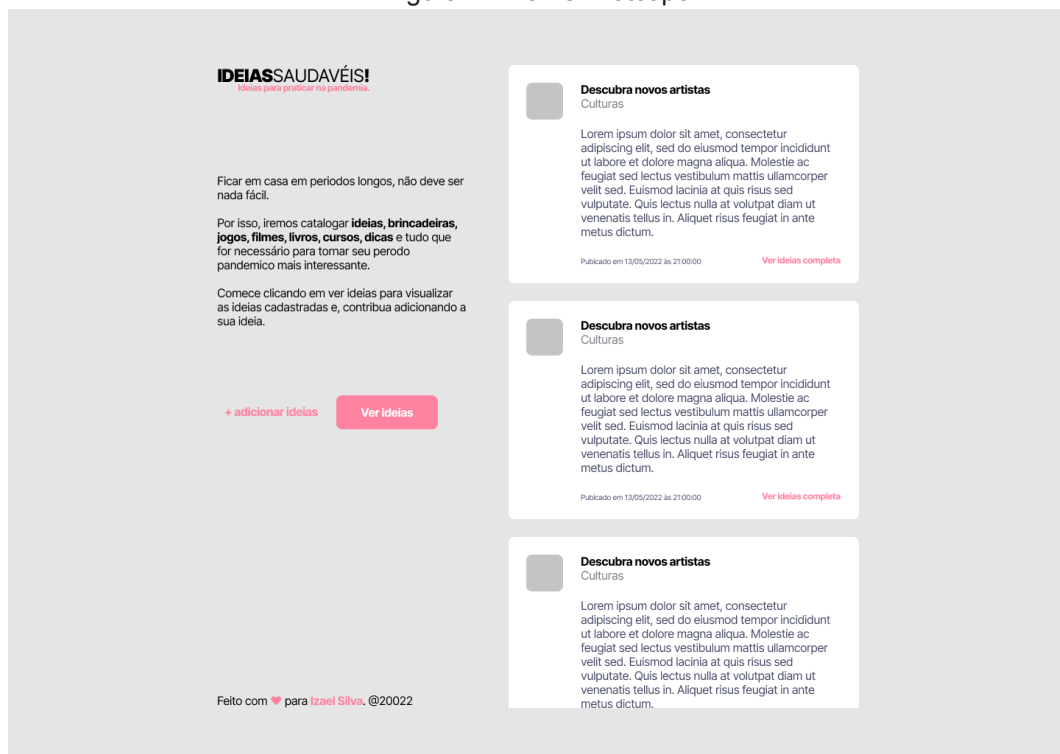 IDEIASSAUDAVÉIS!
Ideias para praticar na pandemia.
Ficar em casa em periodos longos, não deve ser
nada fácil.
Por isso, iremos catalogar ideias, brincadeiras,
jogos, filmes, livros, cursos, dicas e tudo que
for necessário para tornar seu perodo
pandemico mais interessante.
Comece clicando em ver ideias para visualizar
as ideias cadastradas e, contribua adicionando a
sua ideia.
+ adicionar ideias
Ver ideias
Feito com ❤ para Izael Silva. @20022
Descubra novos artistas
Culturas
Lorem ipsum dolor sit amet, consectetur
adipiscing elit, sed do eiusmod tempor incididunt
ut labore et dolore magna aliqua. Molestie ac
feugiat sed lectus vestibulum mattis ullamcorper
velit sed. Euismod lacinia at quis risus sed
vulputate. Quis lectus nulla at volutpat diam ut
venenatis tellus in. Aliquet risus feugiat in ante
metus dictum.
Pubicado em 13/05/2022 às 21:00:00
Ver ideias completa
Descubra novos artistas
Culturas
Lorem ipsum dolor sit amet, consectetur
adipiscing elit, sed do eiusmod tempor incididunt
ut labore et dolore magna aliqua. Molestie ac
feugiat sed lectus vestibulum mattis ullamcorper
velit sed. Euismod lacinia at quis risus sed
vulputate. Quis lectus nulla at volutpat diam ut
venenatis tellus in. Aliquet risus feugiat in ante
metus dictum.
Pubicado em 13/05/2022 às 21:00:00
Ver ideias completa
Descubra novos artistas
Culturas
Lorem ipsum dolor sit amet, consectetur
adipiscing elit, sed do eiusmod tempor incididunt
ut labore et dolore magna aliqua. Molestie ac
feugiat sed lectus vestibulum mattis ullamcorper
velit sed. Euismod lacinia at quis risus sed
vulputate. Quis lectus nulla at volutpat diam ut
venenatis tellus in. Aliquet risus feugiat in ante
metus dictum.